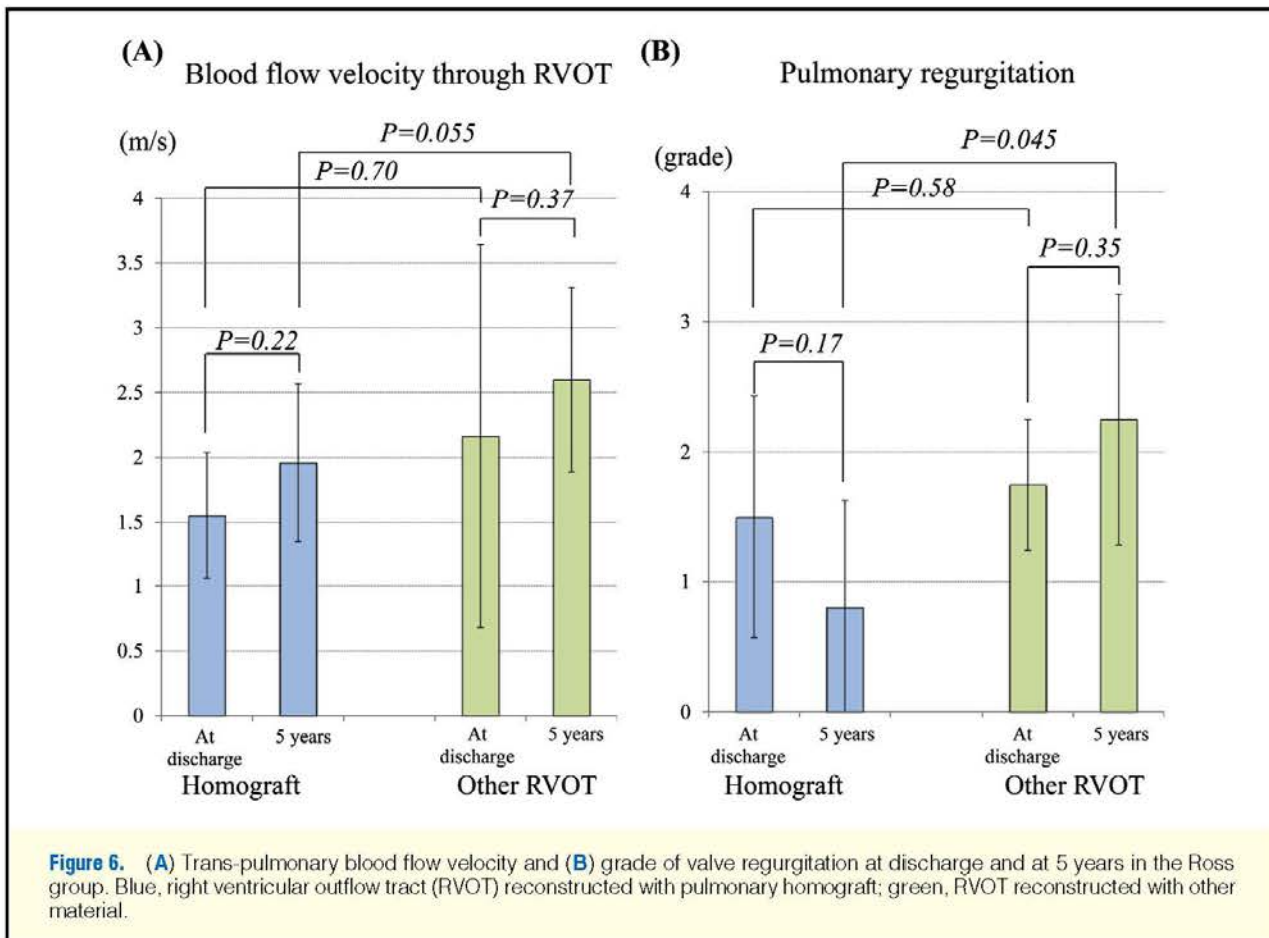 (A)
Blood flow velocity through RVOT
(m/s)
P=0.055
P=0.70
P=0.37
P=0.22
4
3.5
3
2.5
2
1.5
1
0.5
0
At discharge
5 years
At discharge
5 years
Homograft
Other RVOT
(B)
Pulmonary regurgitation
(grade)
P=0.045
P=0.58
P=0.35
P=0.17
4
3
2
1
0
At discharge
5 years
At discharge
5 years
Homograft
Other RVOT
Figure 6. (A) Trans-pulmonary blood flow velocity and (B) grade of valve regurgitation at discharge and at 5 years in the Ross
group. Blue, right ventricular outflow tract (RVOT) reconstructed with pulmonary homograft; green, RVOT reconstructed with other
material.